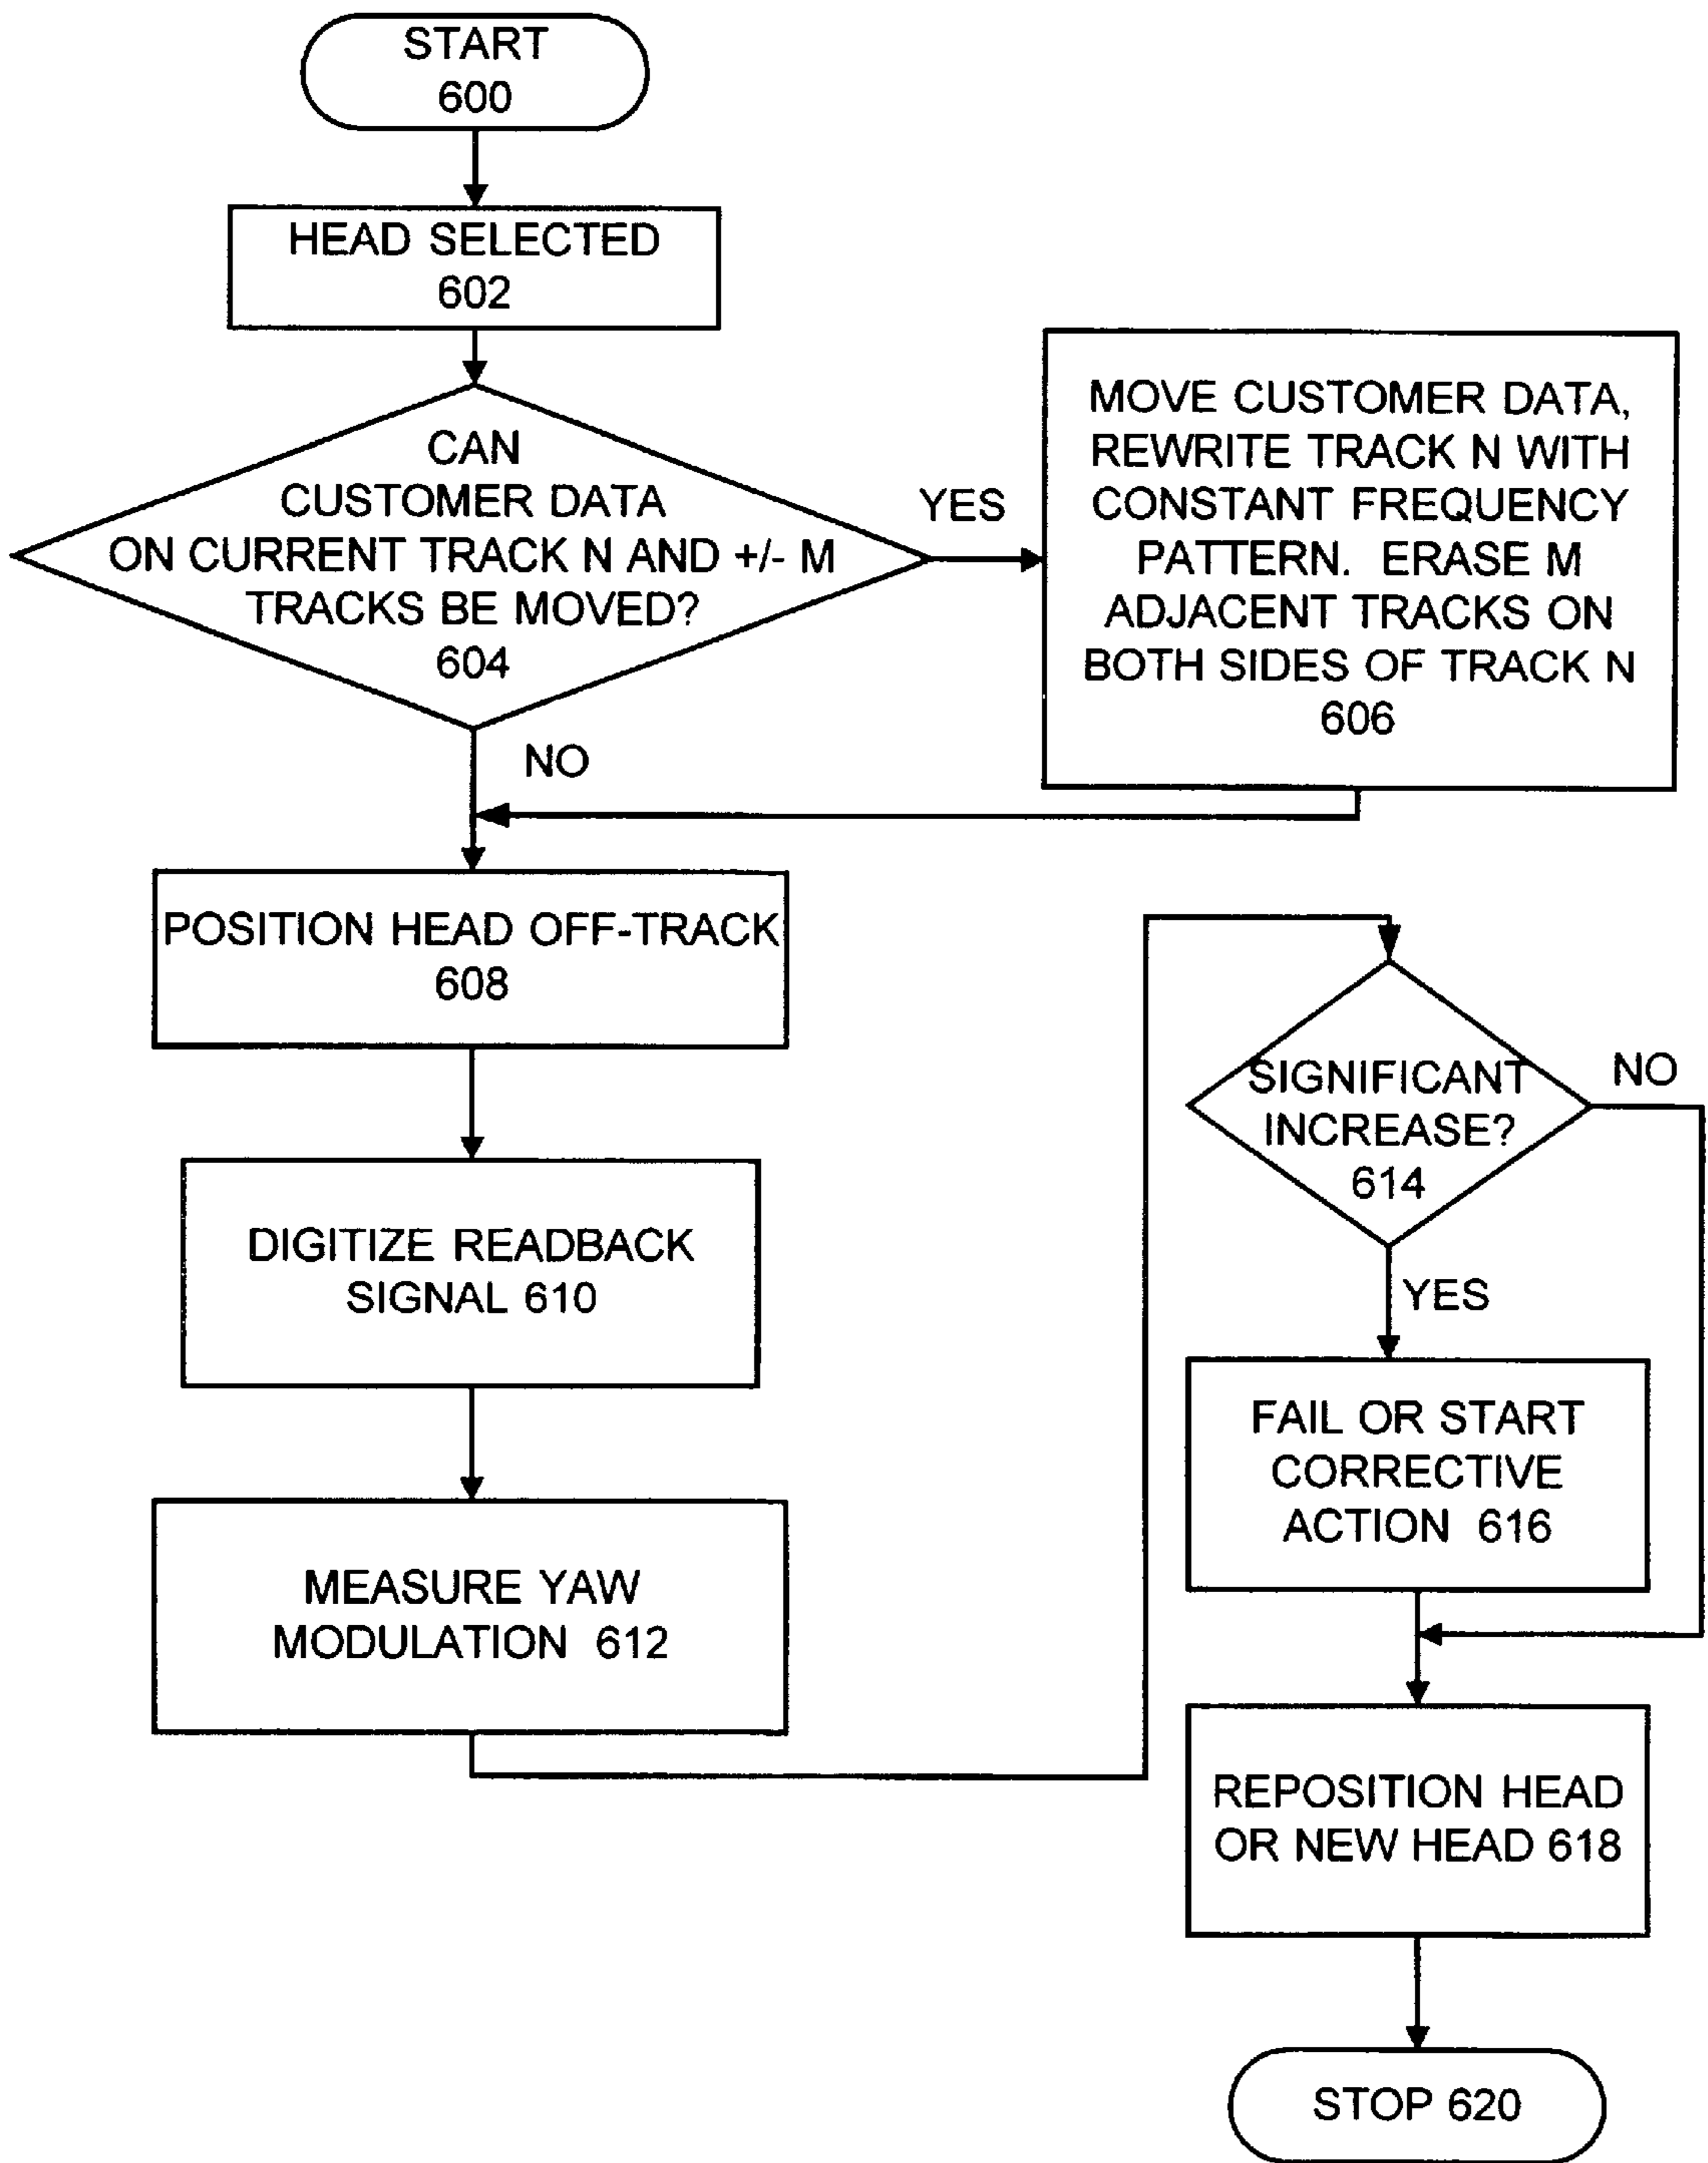 START
600
HEAD SELECTED
602
CAN
CUSTOMER DATA
ON CURRENT TRACK N AND +/- M
TRACKS BE MOVED?
604
YES
MOVE CUSTOMER DATA,
REWRITE TRACK N WITH
CONSTANT FREQUENCY
PATTERN. ERASE M
ADJACENT TRACKS ON
BOTH SIDES OF TRACK N
606
NO
POSITION HEAD OFF-TRACK
608
DIGITIZE READBACK
SIGNAL 610
MEASURE YAW
MODULATION 612
SIGNIFICANT
INCREASE?
614
NO
YES
FAIL OR START
CORRECTIVE
ACTION 616
REPOSITION HEAD
OR NEW HEAD 618
STOP 620